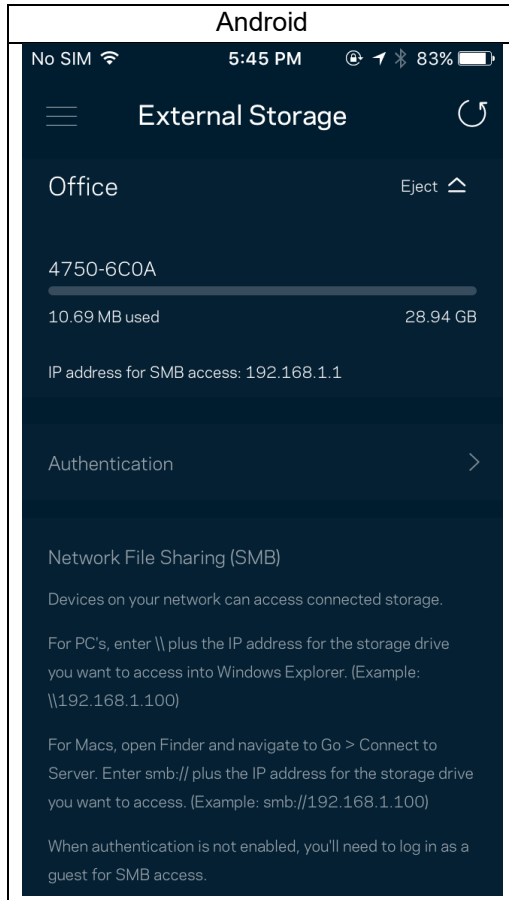 Android
No SIM 5:45 PM 83%
External Storage
Office Eject
4750-6C0A
10.69 MB used 28.94 GB
IP address for SMB access: 192.168.1.1
Authentication
Network File Sharing (SMB)
Devices on your network can access connected storage.
For PC's, enter \\ plus the IP address for the storage drive
you want to access into Windows Explorer. (Example:
\\192.168.1.100)
For Macs, open Finder and navigate to Go > Connect to
Server. Enter smb:// plus the IP address for the storage drive
you want to access. (Example: smb://192.168.1.100)
When authentication is not enabled, you'll need to log in as a
guest for SMB access.